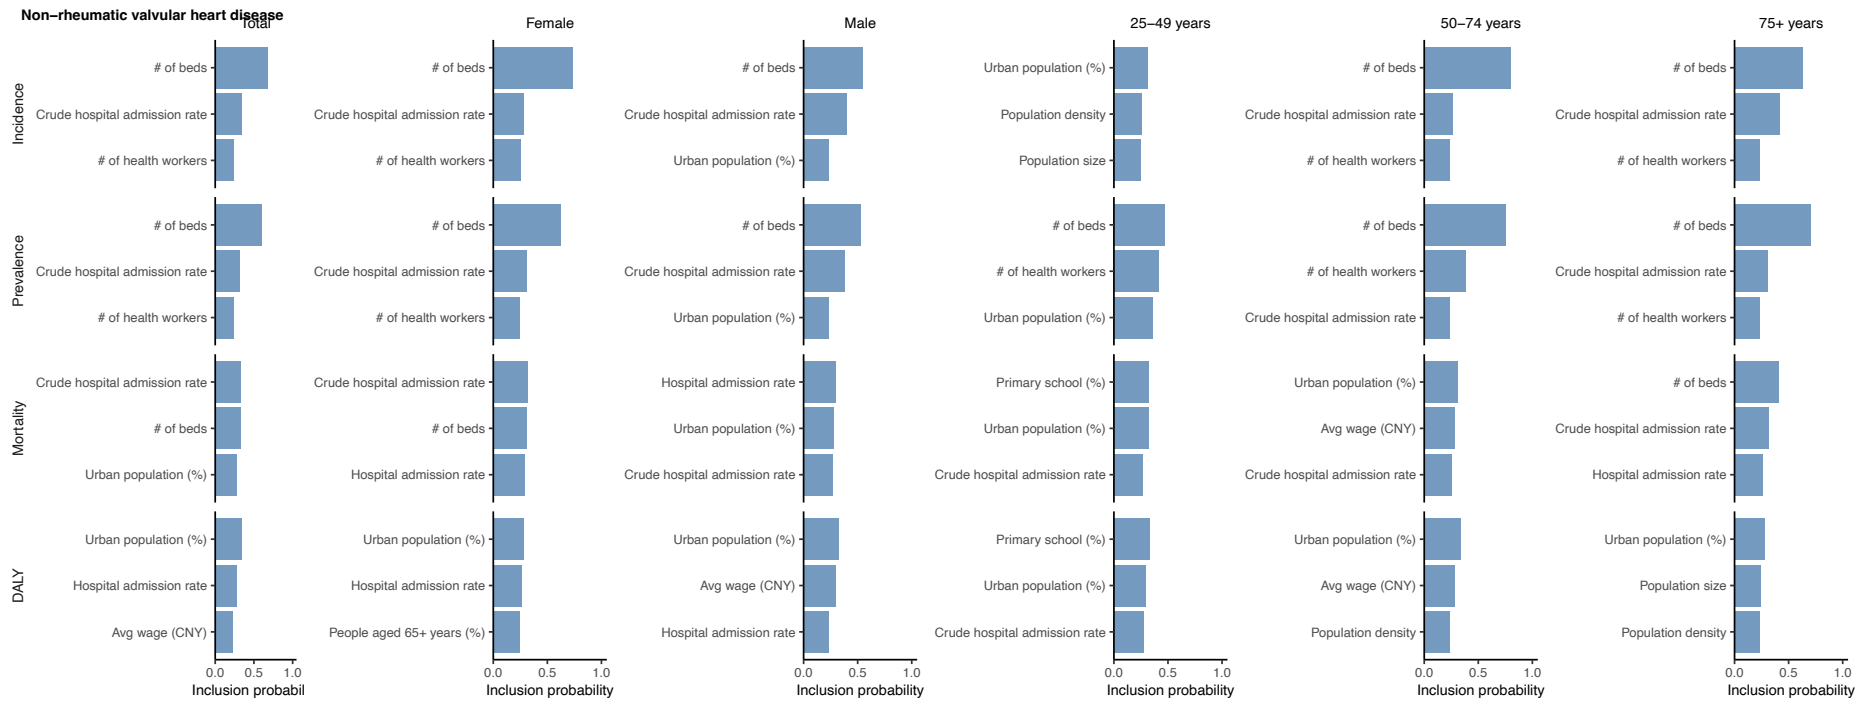 Non−rheumatic valvular heart disease
Total
Female
Male
25−49 years
50−74 years
75+ years
Incidence
# of beds
Crude hospital admission rate
# of health workers
# of beds
Crude hospital admission rate
# of health workers
# of beds
Crude hospital admission rate
Urban population (%)
Urban population (%)
Population density
Population size
# of beds
Crude hospital admission rate
# of health workers
# of beds
Crude hospital admission rate
# of health workers
Prevalence
# of beds
Crude hospital admission rate
# of health workers
# of beds
Crude hospital admission rate
# of health workers
# of beds
Crude hospital admission rate
Urban population (%)
# of beds
# of health workers
Urban population (%)
# of beds
# of health workers
Crude hospital admission rate
# of beds
Crude hospital admission rate
# of health workers
Mortality
Crude hospital admission rate
# of beds
Urban population (%)
Crude hospital admission rate
# of beds
Hospital admission rate
Hospital admission rate
Urban population (%)
Crude hospital admission rate
Primary school (%)
Urban population (%)
Crude hospital admission rate
Urban population (%)
Avg wage (CNY)
Crude hospital admission rate
# of beds
Crude hospital admission rate
Hospital admission rate
DALY
Urban population (%)
Hospital admission rate
Avg wage (CNY)
Urban population (%)
Hospital admission rate
People aged 65+ years (%)
Urban population (%)
Avg wage (CNY)
Hospital admission rate
Primary school (%)
Urban population (%)
Crude hospital admission rate
Urban population (%)
Avg wage (CNY)
Population density
Urban population (%)
Population size
Population density
0.0 0.5 1.0
Inclusion probabil
0.0 0.5 1.0
Inclusion probability
0.0 0.5 1.0
Inclusion probability
0.0 0.5 1.0
Inclusion probability
0.0 0.5 1.0
Inclusion probability
0.0 0.5 1.0
Inclusion probability